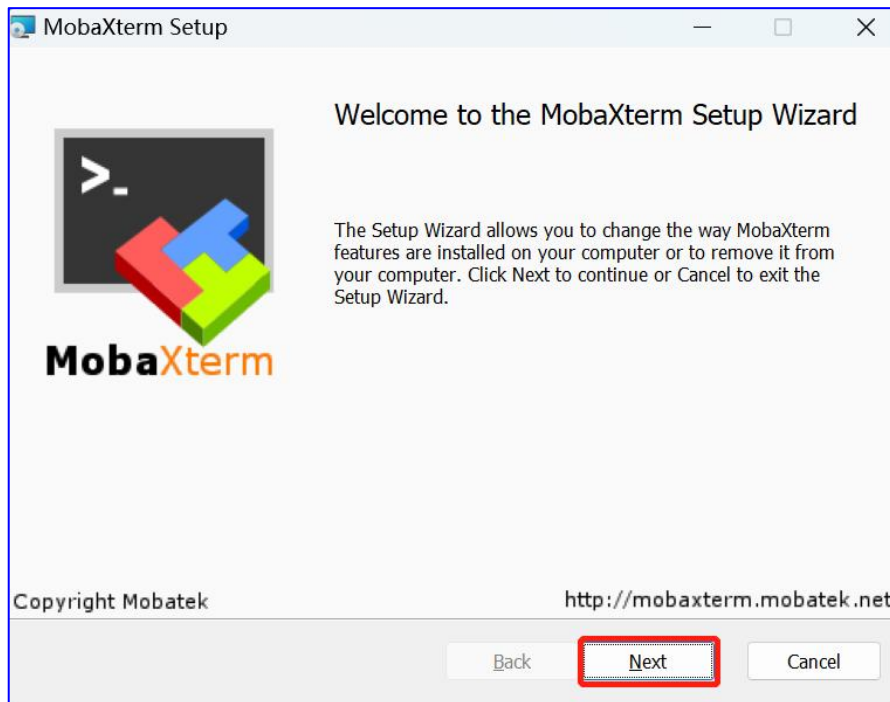 MobaXterm Setup
Welcome to the MobaXterm Setup Wizard
>_
The Setup Wizard allows you to change the way MobaXterm
features are installed on your computer or to remove it from
your computer. Click Next to continue or Cancel to exit the
Setup Wizard.
MobaXterm
Copyright Mobatek
http://mobaxterm.mobatek.net
Back
Next
Cancel